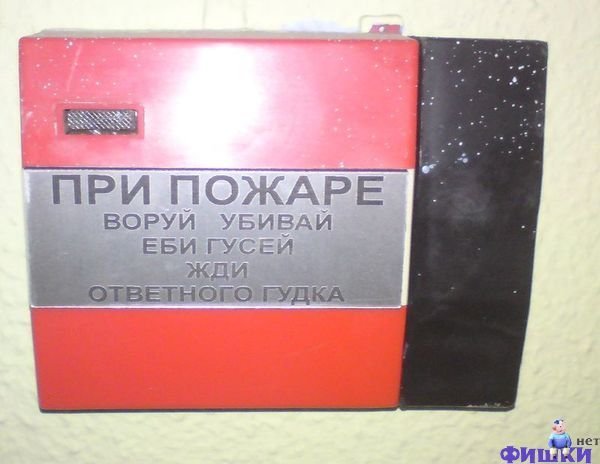 ПРИ ПОЖАРЕ
ВОРУЙ УБИВАЙ
ЕБИ ГУСЕЙ
ЖДИ
ОТВЕТНОГО ГУДКА
нет
ФИШКИ